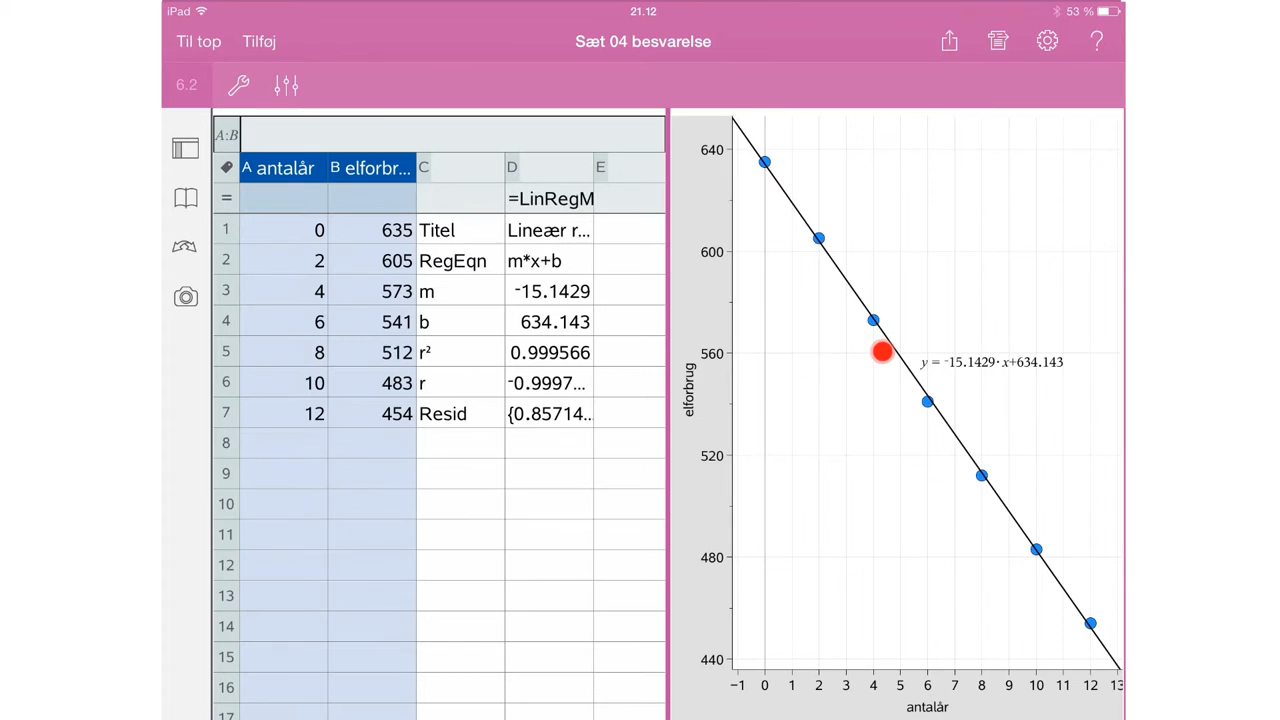 iPad 21.12 53 %
Til top Tilføj Sæt 04 besvarelse ?
6.2
A:B
A antalår B elforbr... C D E
= =LinRegM
1 0 635 Titel Lineær r...
2 2 605 RegEqn m*x+b
3 4 573 m ⁻15.1429
4 6 541 b 634.143
5 8 512 r² 0.999566
6 10 483 r ⁻0.9997...
7 12 454 Resid {0.85714...
8
9
10
11
12
13
14
15
16
17
640
600
560
520
480
440
elforbrug
y = ⁻15.1429· x+634.143
−1 0 1 2 3 4 5 6 7 8 9 10 11 12 13
antalår